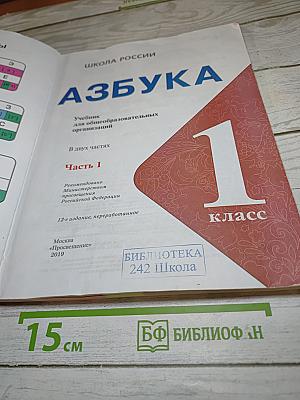 ШКОЛА РОССИИ
АЗБУКА
Учебник
для общеобразовательных
организаций
В двух частях
Часть 1
Рекомендовано
Министерством
просвещения
Российской Федерации
12-е издание, переработанное
Москва
«Просвещение»
2019
1
класс
БИБЛИОТЕКА
242 Школа
15 см
БФ БИБЛИОФАН